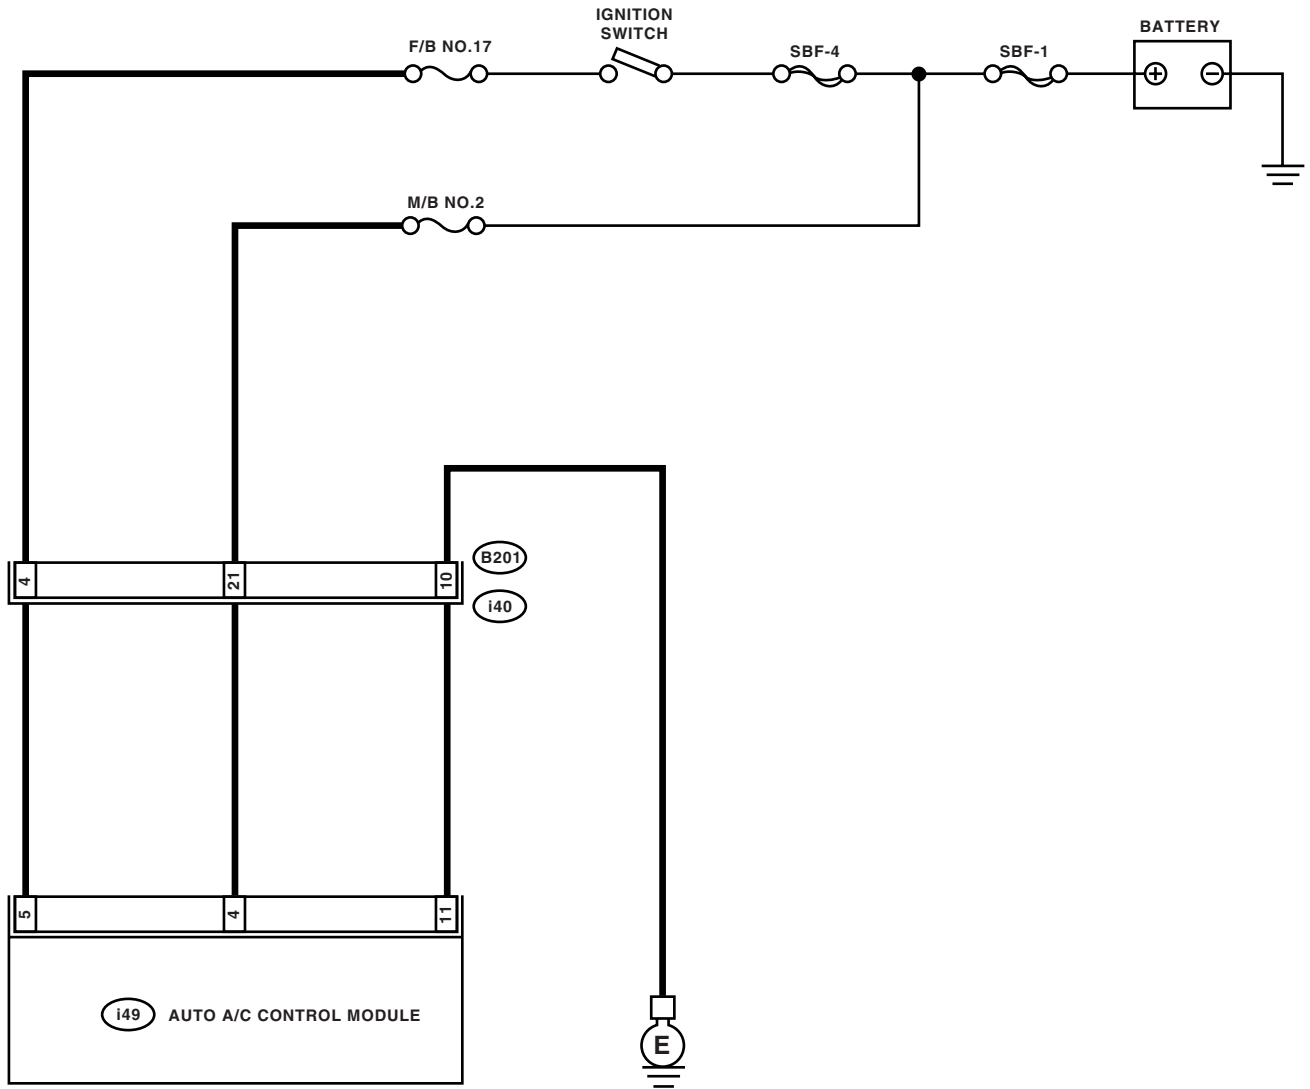 IGNITION
SWITCH
BATTERY
F/B NO.17
SBF-4
SBF-1
M/B NO.2
B201
4
21
10
i40
5
4
11
i49
AUTO A/C CONTROL MODULE
E